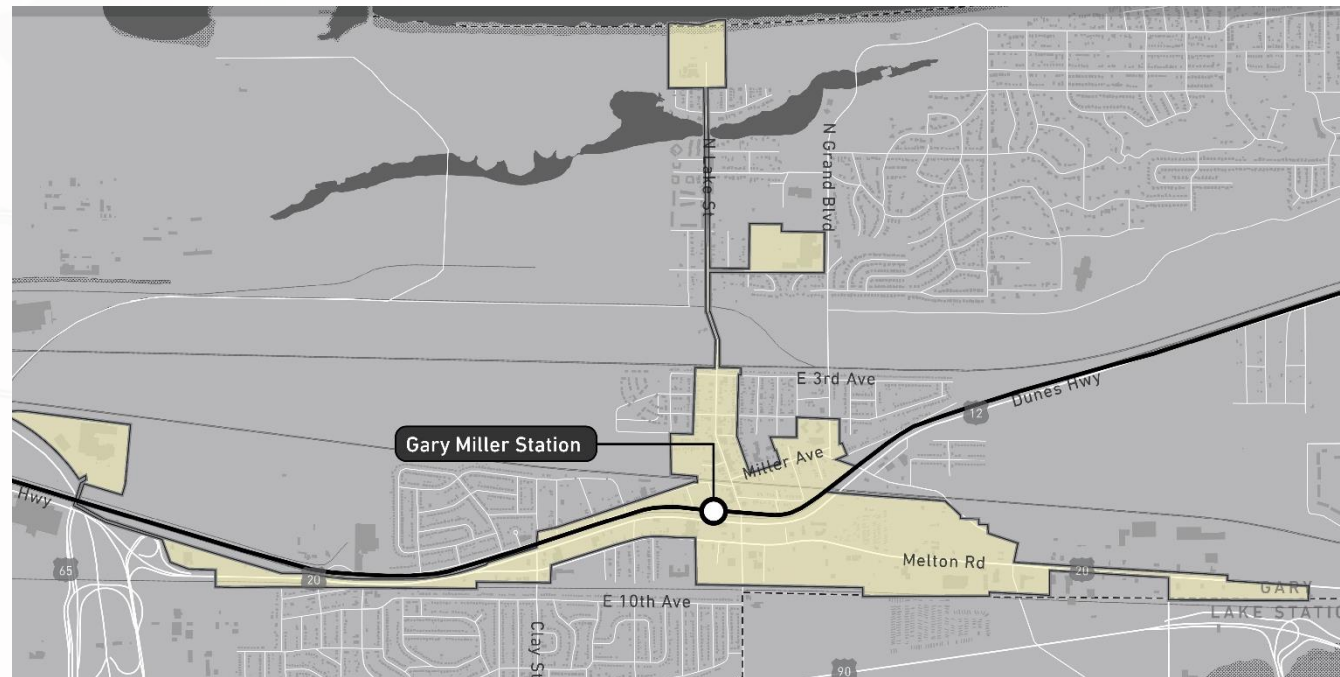 N Lake St
N Grand Blvd
E 3rd Ave
Dunes Hwy
12
Gary Miller Station
Miller Ave
Hwy
65
20
Melton Rd
20
E 10th Ave
GARY
LAKE STATI
Clay St
90